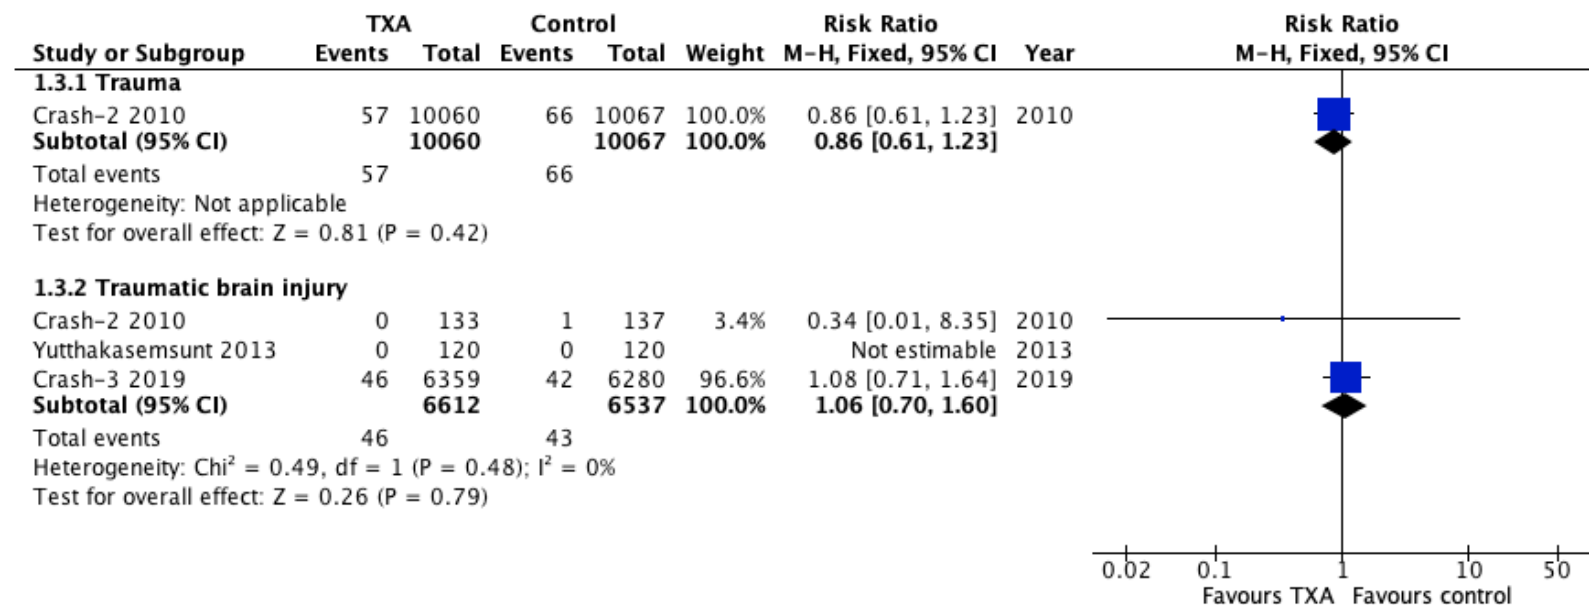 TXA Control Risk Ratio Risk Ratio
Study or Subgroup Events Total Events Total Weight M-H, Fixed, 95% CI Year M-H, Fixed, 95% CI
1.3.1 Trauma
Crash-2 2010 57 10060 66 10067 100.0% 0.86 [0.61, 1.23] 2010
Subtotal (95% CI) 10060 10067 100.0% 0.86 [0.61, 1.23]
Total events 57 66
Heterogeneity: Not applicable
Test for overall effect: Z = 0.81 (P = 0.42)
1.3.2 Traumatic brain injury
Crash-2 2010 0 133 1 137 3.4% 0.34 [0.01, 8.35] 2010
Yutthakasemsunt 2013 0 120 0 120 Not estimable 2013
Crash-3 2019 46 6359 42 6280 96.6% 1.08 [0.71, 1.64] 2019
Subtotal (95% CI) 6612 6537 100.0% 1.06 [0.70, 1.60]
Total events 46 43
Heterogeneity: Chi² = 0.49, df = 1 (P = 0.48); I² = 0%
Test for overall effect: Z = 0.26 (P = 0.79)
0.02 0.1 1 10 50
Favours TXA Favours control